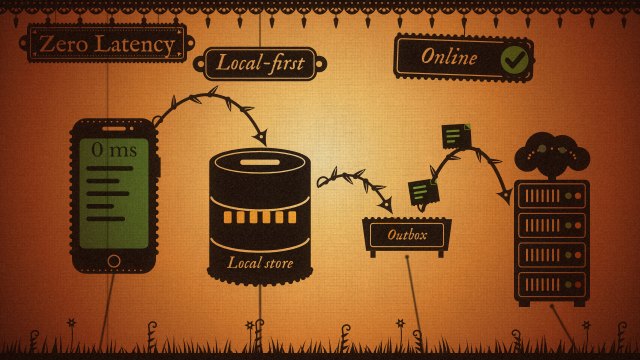 Zero Latency
Local-first
Online
0 ms
Local store
Outbox